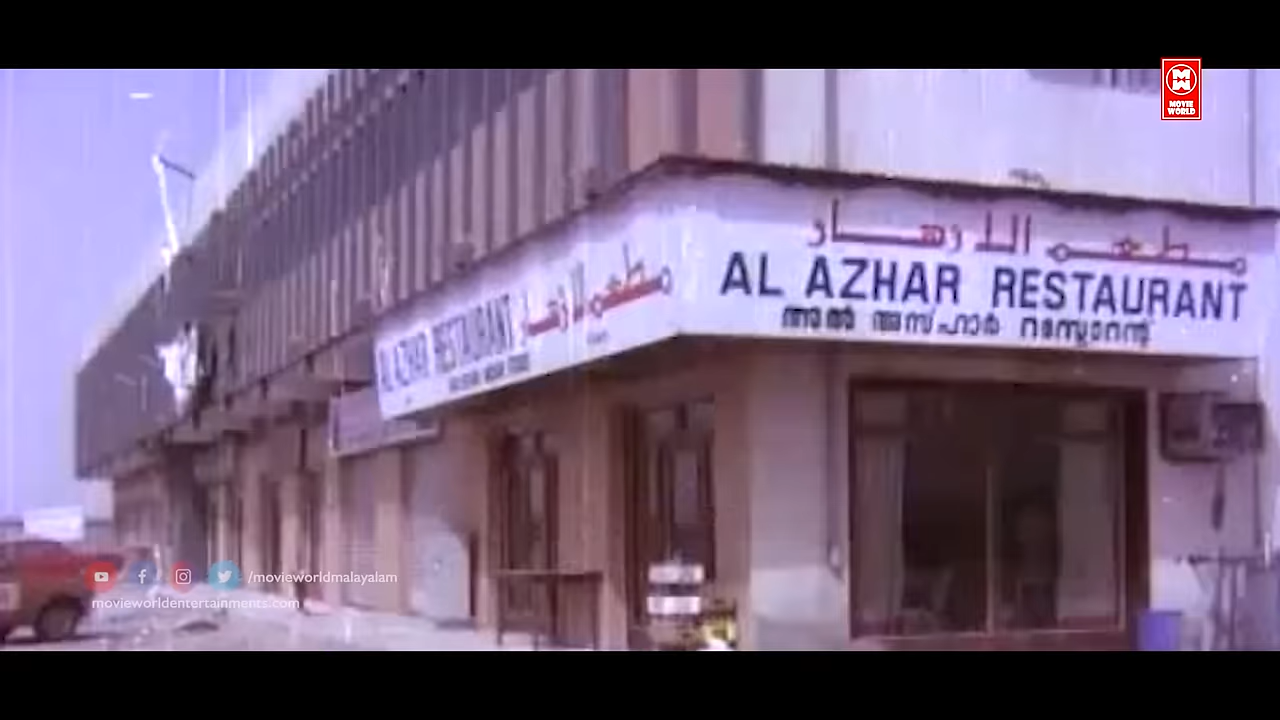 MOVIE
WORLD
مطعم الازهار
AL AZHAR RESTAURANT
അൽ അസ്ഹാർ റസ്റ്റോറന്റ്
AL AZHAR RESTAURANT مطعم الازهار
/movieworldmalayalam
movieworldentertainments.com